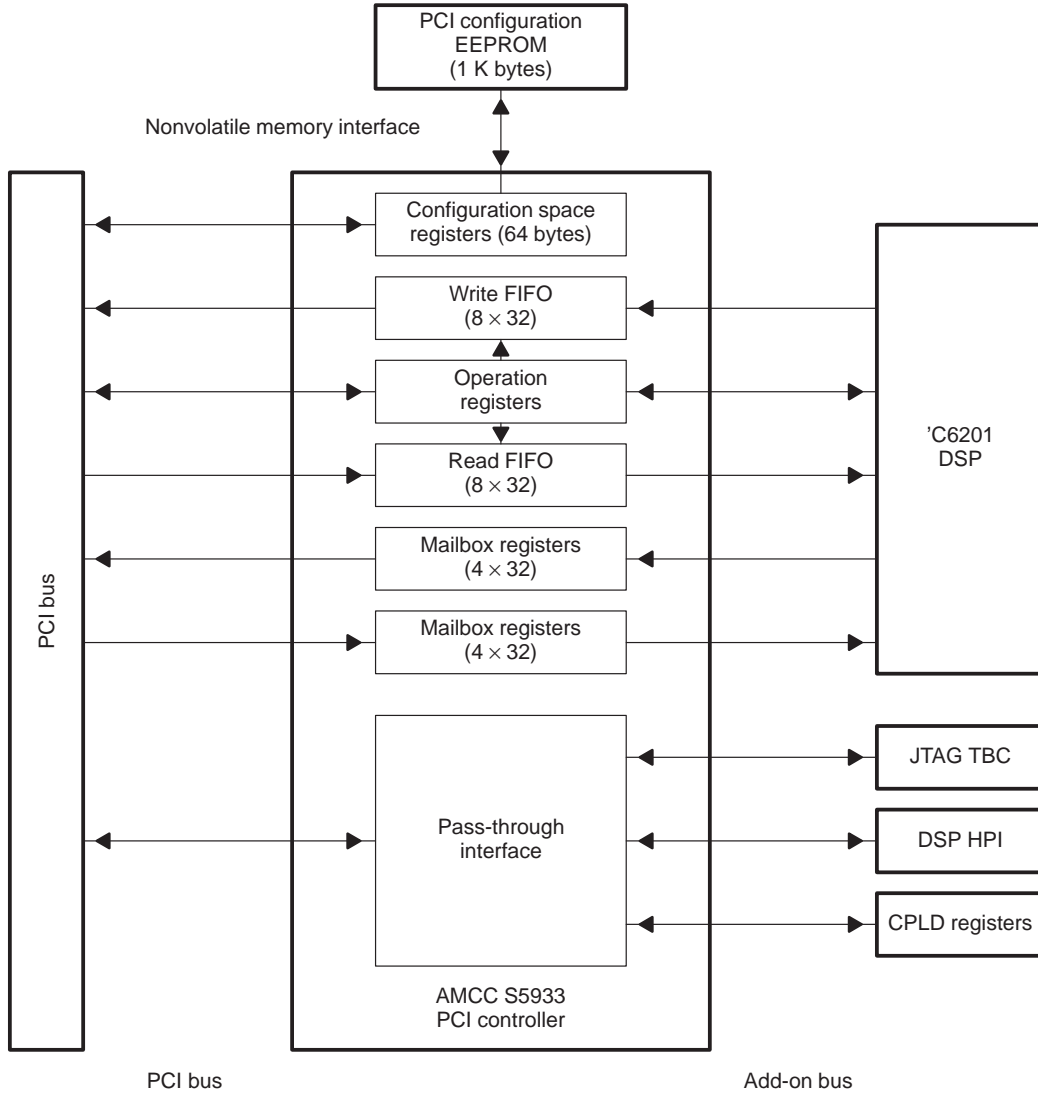 PCI configuration
EEPROM
(1 K bytes)
Nonvolatile memory interface
Configuration space
registers (64 bytes)
Write FIFO
(8 × 32)
Operation
registers
Read FIFO
(8 × 32)
Mailbox registers
(4 × 32)
Mailbox registers
(4 × 32)
PCI bus
’C6201
DSP
JTAG TBC
Pass-through
interface
DSP HPI
CPLD registers
AMCC S5933
PCI controller
PCI bus
Add-on bus